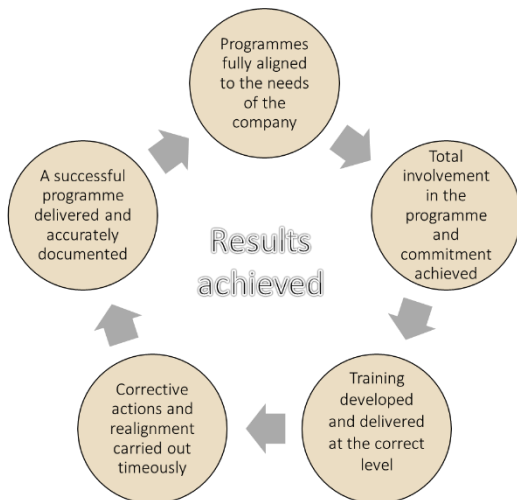 Programmes
fully aligned
to the needs
of the
company
Total
involvement
in the
programme
and
commitment
achieved
Training
developed
and delivered
at the correct
level
Corrective
actions and
realignment
carried out
timeously
A successful
programme
delivered and
accurately
documented
Results
achieved